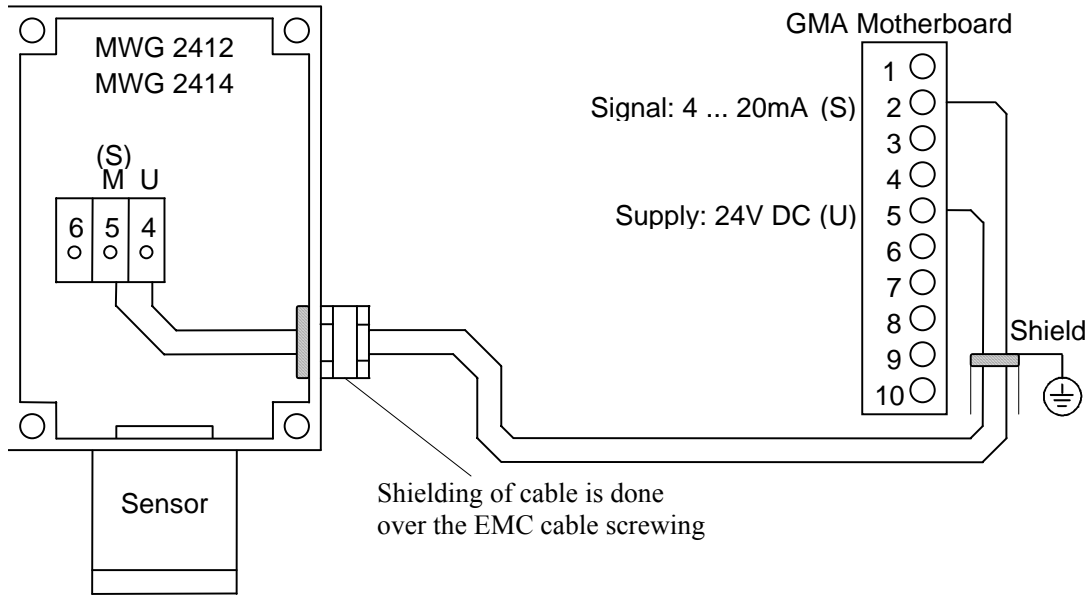 MWG 2412
MWG 2414
(S)
M U
6 5 4
Sensor
Shielding of cable is done
over the EMC cable screwing
GMA Motherboard
Signal: 4 ... 20mA (S)
Supply: 24V DC (U)
1
2
3
4
5
6
7
8
9
10
Shield